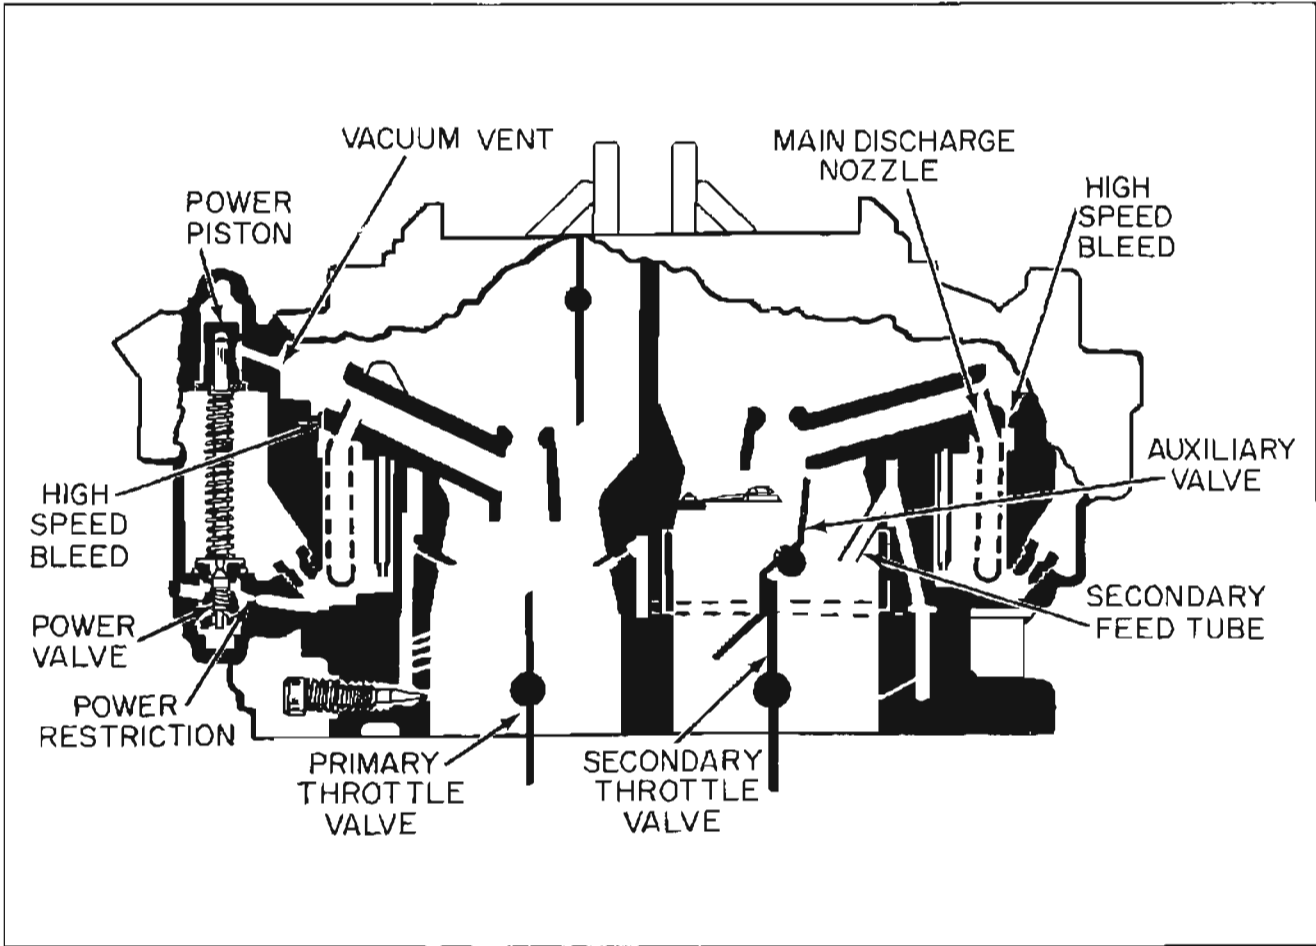 VACUUM VENT
MAIN DISCHARGE
NOZZLE
HIGH
SPEED
BLEED
POWER
PISTON
AUXILIARY
VALVE
HIGH
SPEED
BLEED
SECONDARY
FEED TUBE
POWER
VALVE
POWER
RESTRICTION
PRIMARY
THROTTLE
VALVE
SECONDARY
THROTTLE
VALVE